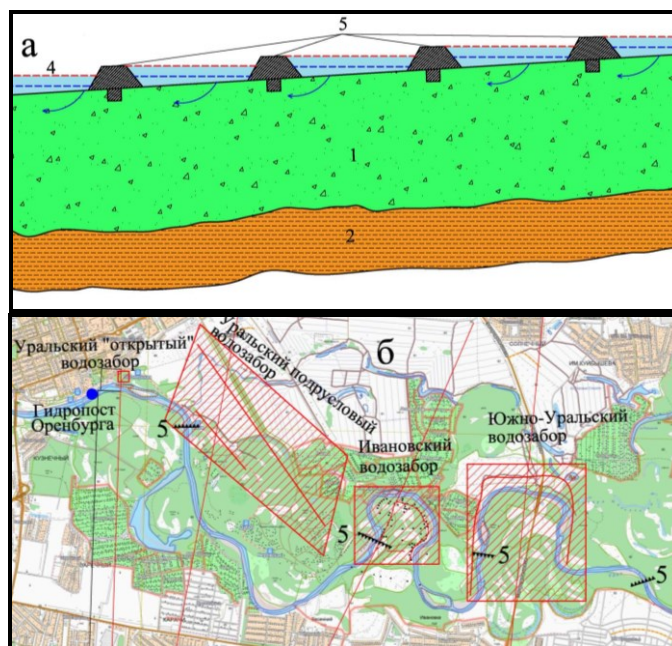 а
5
4
1
2
Уральский "открытый"
водозабор
Уральский подрусловый
водозабор
б
Гидропост
Оренбурга
5
Ивановский
водозабор
Южно-Уральский
водозабор
5
5
5